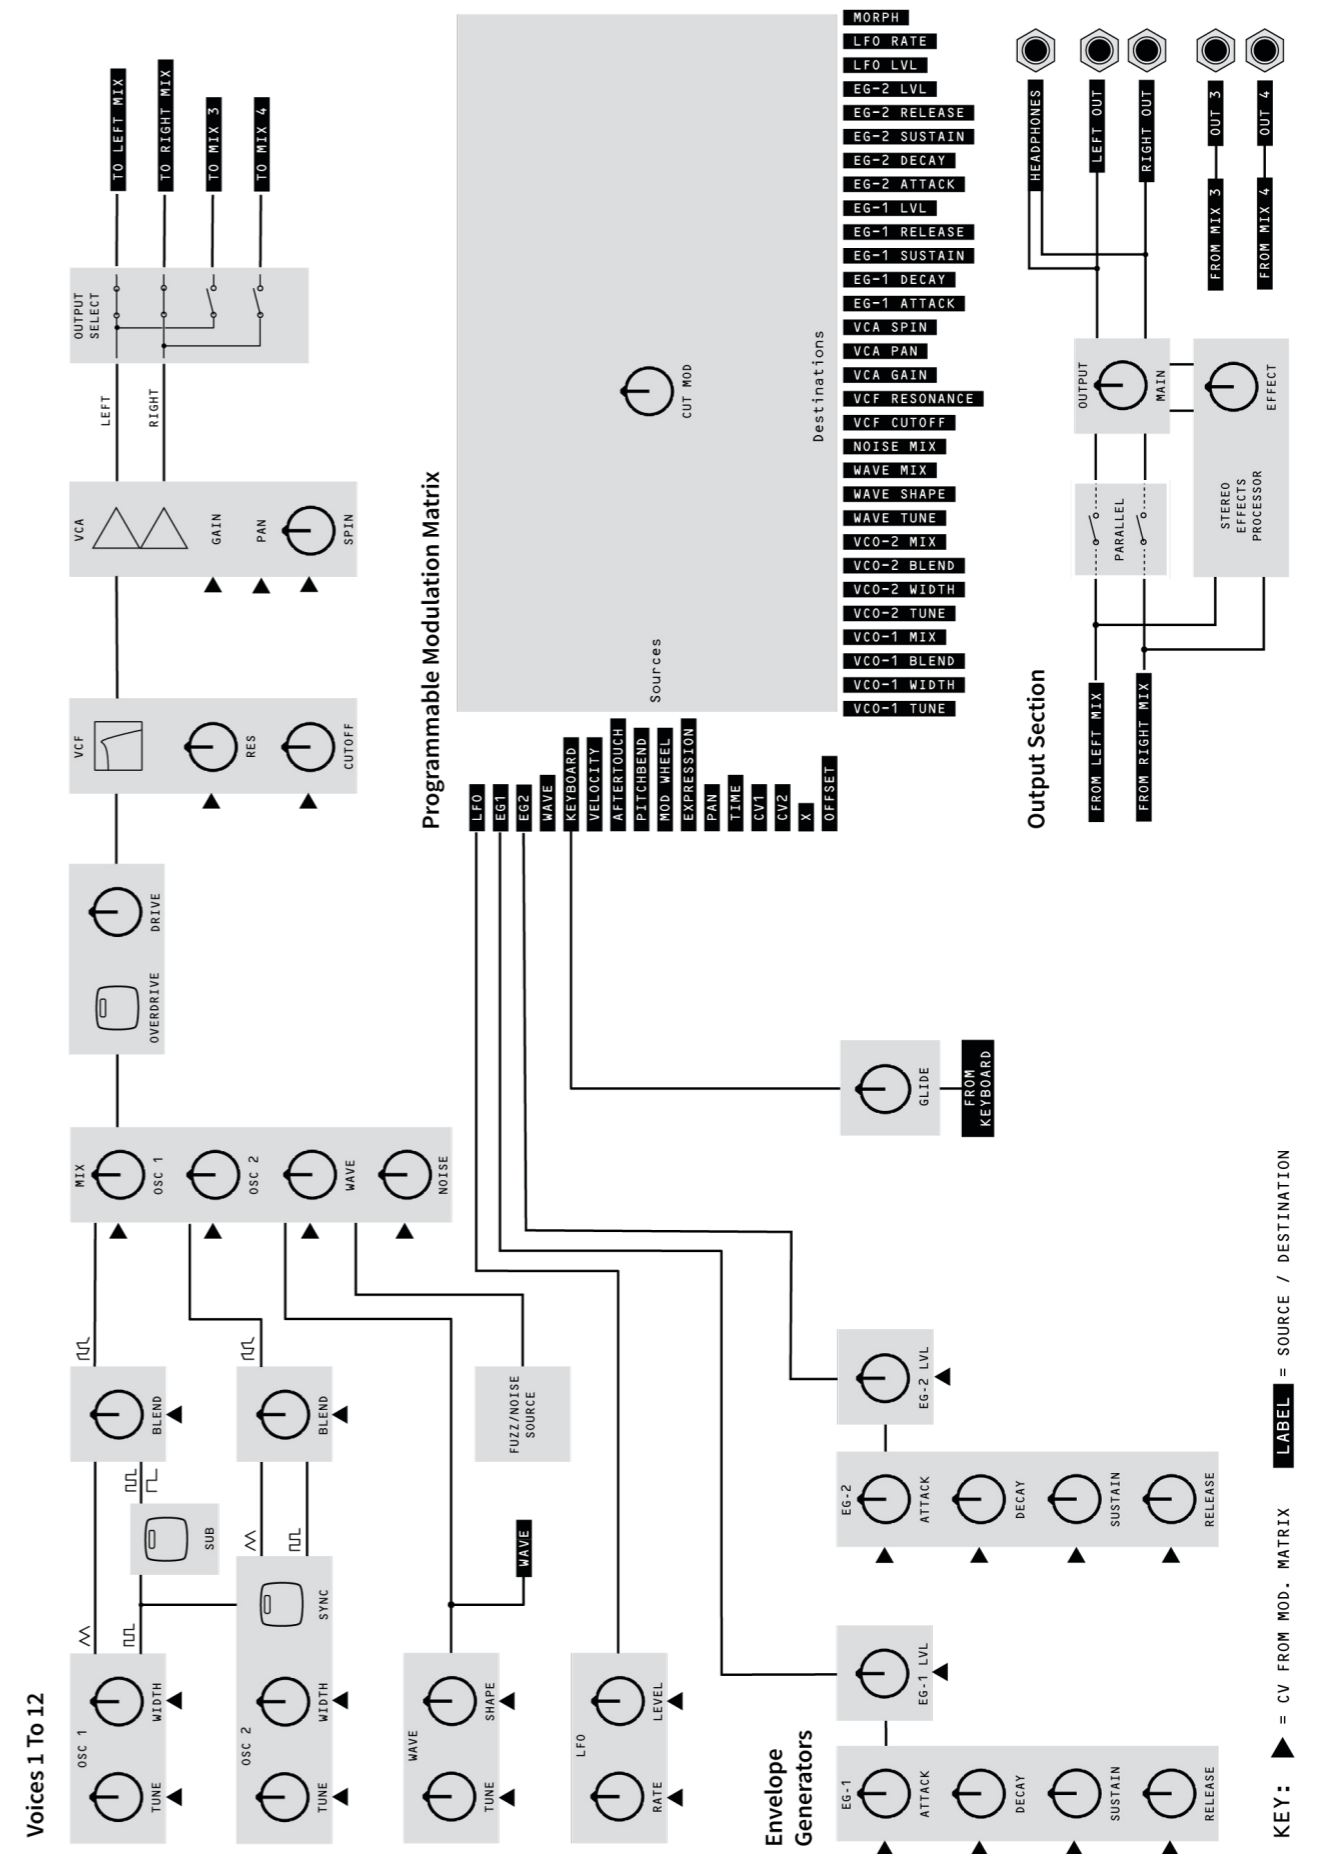 Voices 1 To 12
OSC 1
TUNE
WIDTH
SUB
BLEND
OSC 2
TUNE
WIDTH
SYNC
BLEND
WAVE
TUNE
SHAPE
WAVE
FUZZ/NOISE
SOURCE
LFO
RATE
LEVEL
MIX
OSC 1
OSC 2
WAVE
NOISE
OVERDRIVE
DRIVE
VCF
RES
CUTOFF
VCA
GAIN
PAN
SPIN
LEFT
RIGHT
OUTPUT
SELECT
TO LEFT MIX
TO RIGHT MIX
TO MIX 3
TO MIX 4
Envelope
Generators
EG-1
ATTACK
DECAY
SUSTAIN
RELEASE
EG-1 LVL
EG-2
ATTACK
DECAY
SUSTAIN
RELEASE
EG-2 LVL
GLIDE
FROM
KEYBOARD
Programmable Modulation Matrix
LFO
EG1
EG2
WAVE
KEYBOARD
VELOCITY
AFTERTOUCH
PITCHBEND
MOD WHEEL
EXPRESSION
PAN
TIME
CV1
CV2
X
OFFSET
Sources
CUT MOD
Destinations
MORPH
LFO RATE
LFO LVL
EG-2 LVL
EG-2 RELEASE
EG-2 SUSTAIN
EG-2 DECAY
EG-2 ATTACK
EG-1 LVL
EG-1 RELEASE
EG-1 SUSTAIN
EG-1 DECAY
EG-1 ATTACK
VCA SPIN
VCA PAN
VCA GAIN
VCF RESONANCE
VCF CUTOFF
NOISE MIX
WAVE MIX
WAVE SHAPE
WAVE TUNE
VCO-2 MIX
VCO-2 BLEND
VCO-2 WIDTH
VCO-2 TUNE
VCO-1 MIX
VCO-1 BLEND
VCO-1 WIDTH
VCO-1 TUNE
Output Section
FROM LEFT MIX
FROM RIGHT MIX
PARALLEL
STEREO
EFFECTS
PROCESSOR
EFFECT
OUTPUT
MAIN
HEADPHONES
LEFT OUT
RIGHT OUT
FROM MIX 3
OUT 3
FROM MIX 4
OUT 4
KEY: = CV FROM MOD. MATRIX LABEL = SOURCE / DESTINATION